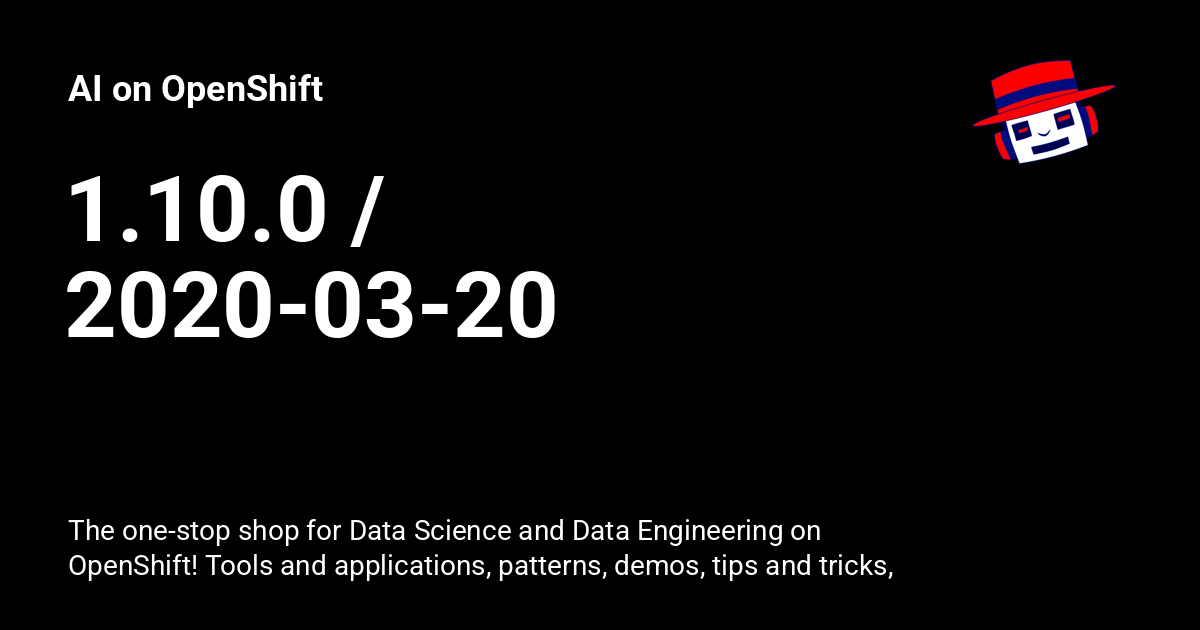 AI on OpenShift
1.10.0 /
2020-03-20
The one-stop shop for Data Science and Data Engineering on
OpenShift! Tools and applications, patterns, demos, tips and tricks,